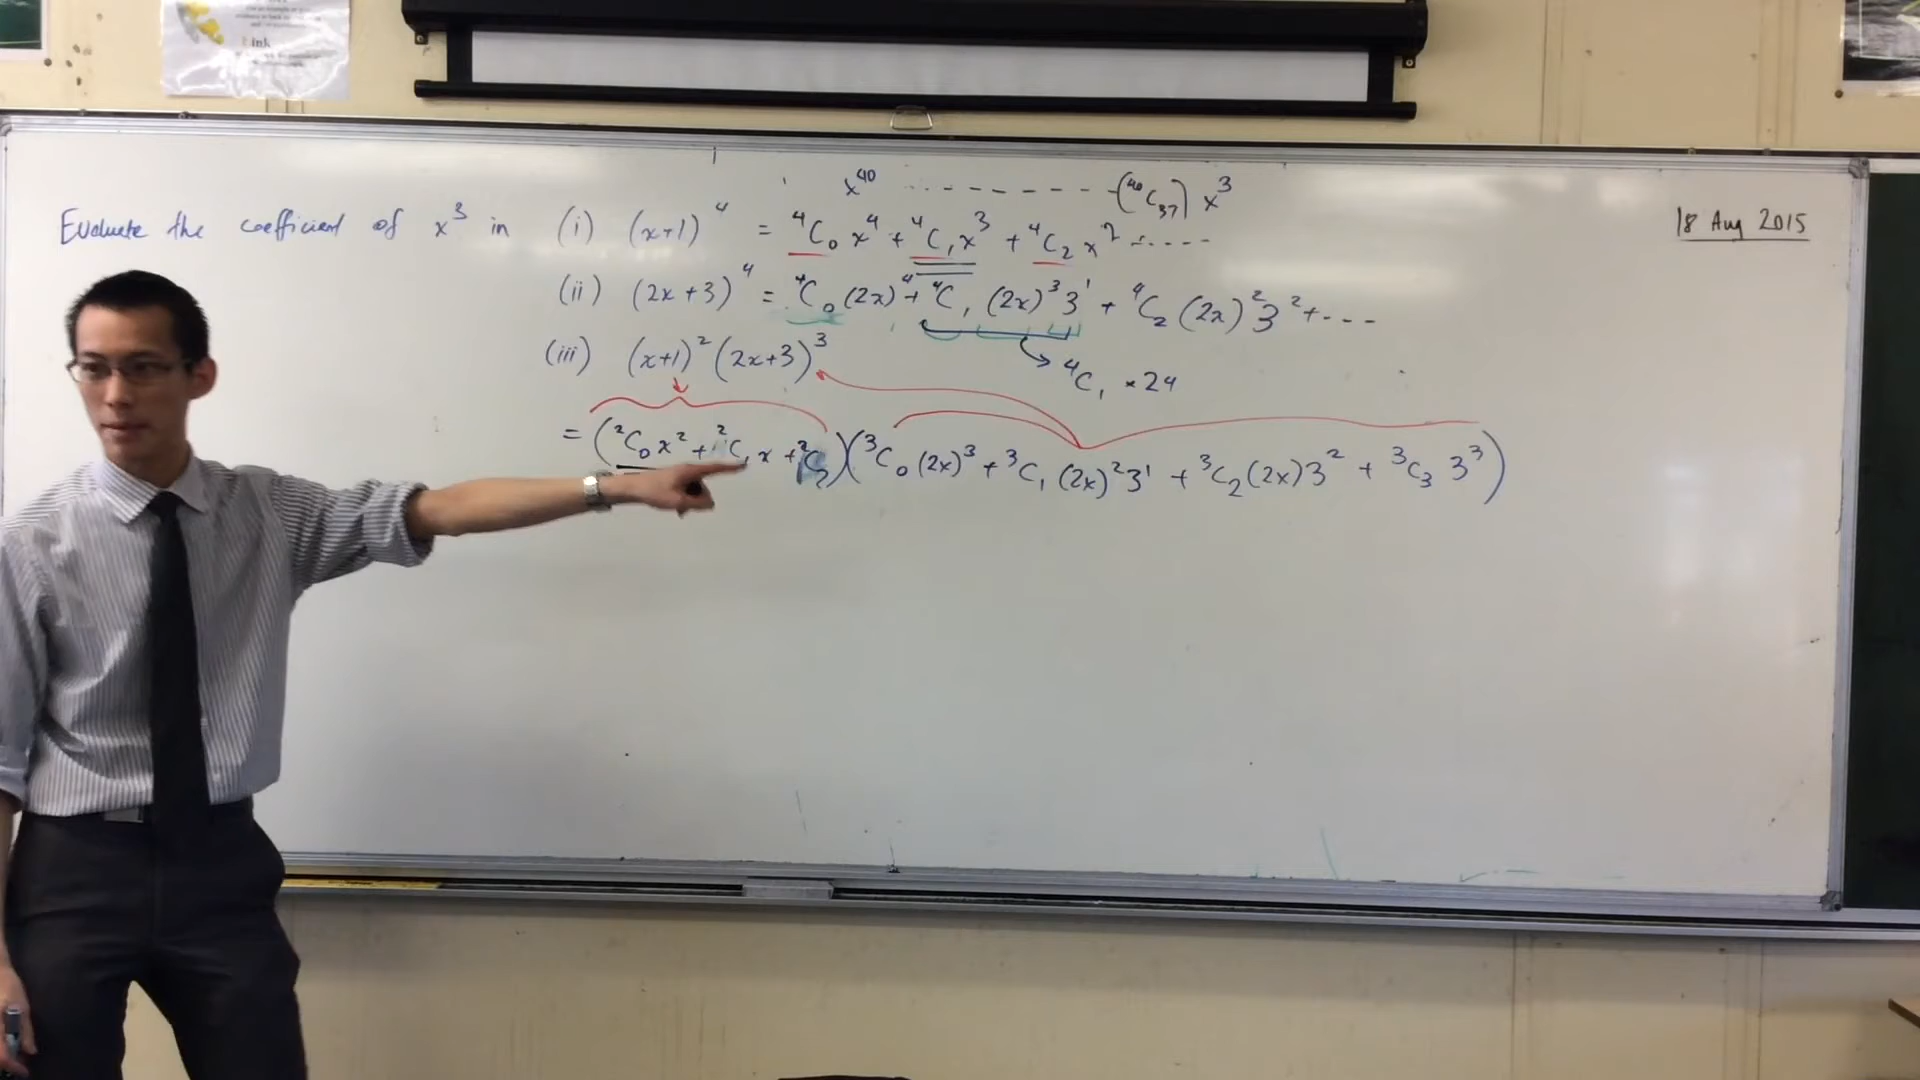 x⁴⁰ - - - - - - - - (⁴⁰C₃₇) x³
Evaluate the coefficient of x³ in (i) (x+1)⁴ = ⁴C₀ x⁴ + ⁴C₁ x³ + ⁴C₂ x² + ....
18 Aug 2015
(ii) (2x+3)⁴ = ⁴C₀ (2x)⁴ + ⁴C₁ (2x)³ 3¹ + ⁴C₂ (2x)² 3² + ...
(iii) (x+1)² (2x+3)³
⁴C₁ × 24
= (²C₀ x² + ²C₁ x + ²C₂)(³C₀ (2x)³ + ³C₁ (2x)² 3¹ + ³C₂ (2x) 3² + ³C₃ 3³)